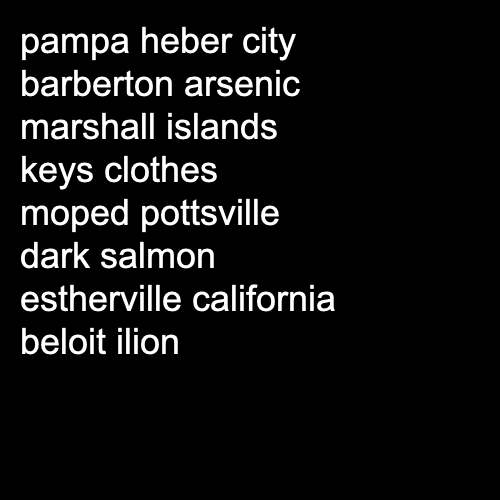 pampa heber city
barberton arsenic
marshall islands
keys clothes
moped pottsville
dark salmon
estherville california
beloit ilion